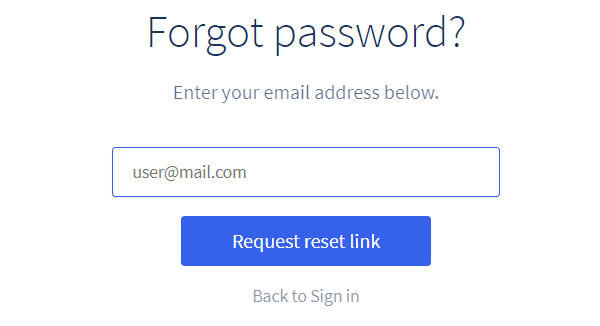 Forgot password?
Enter your email address below.
user@mail.com
Request reset link
Back to Sign in